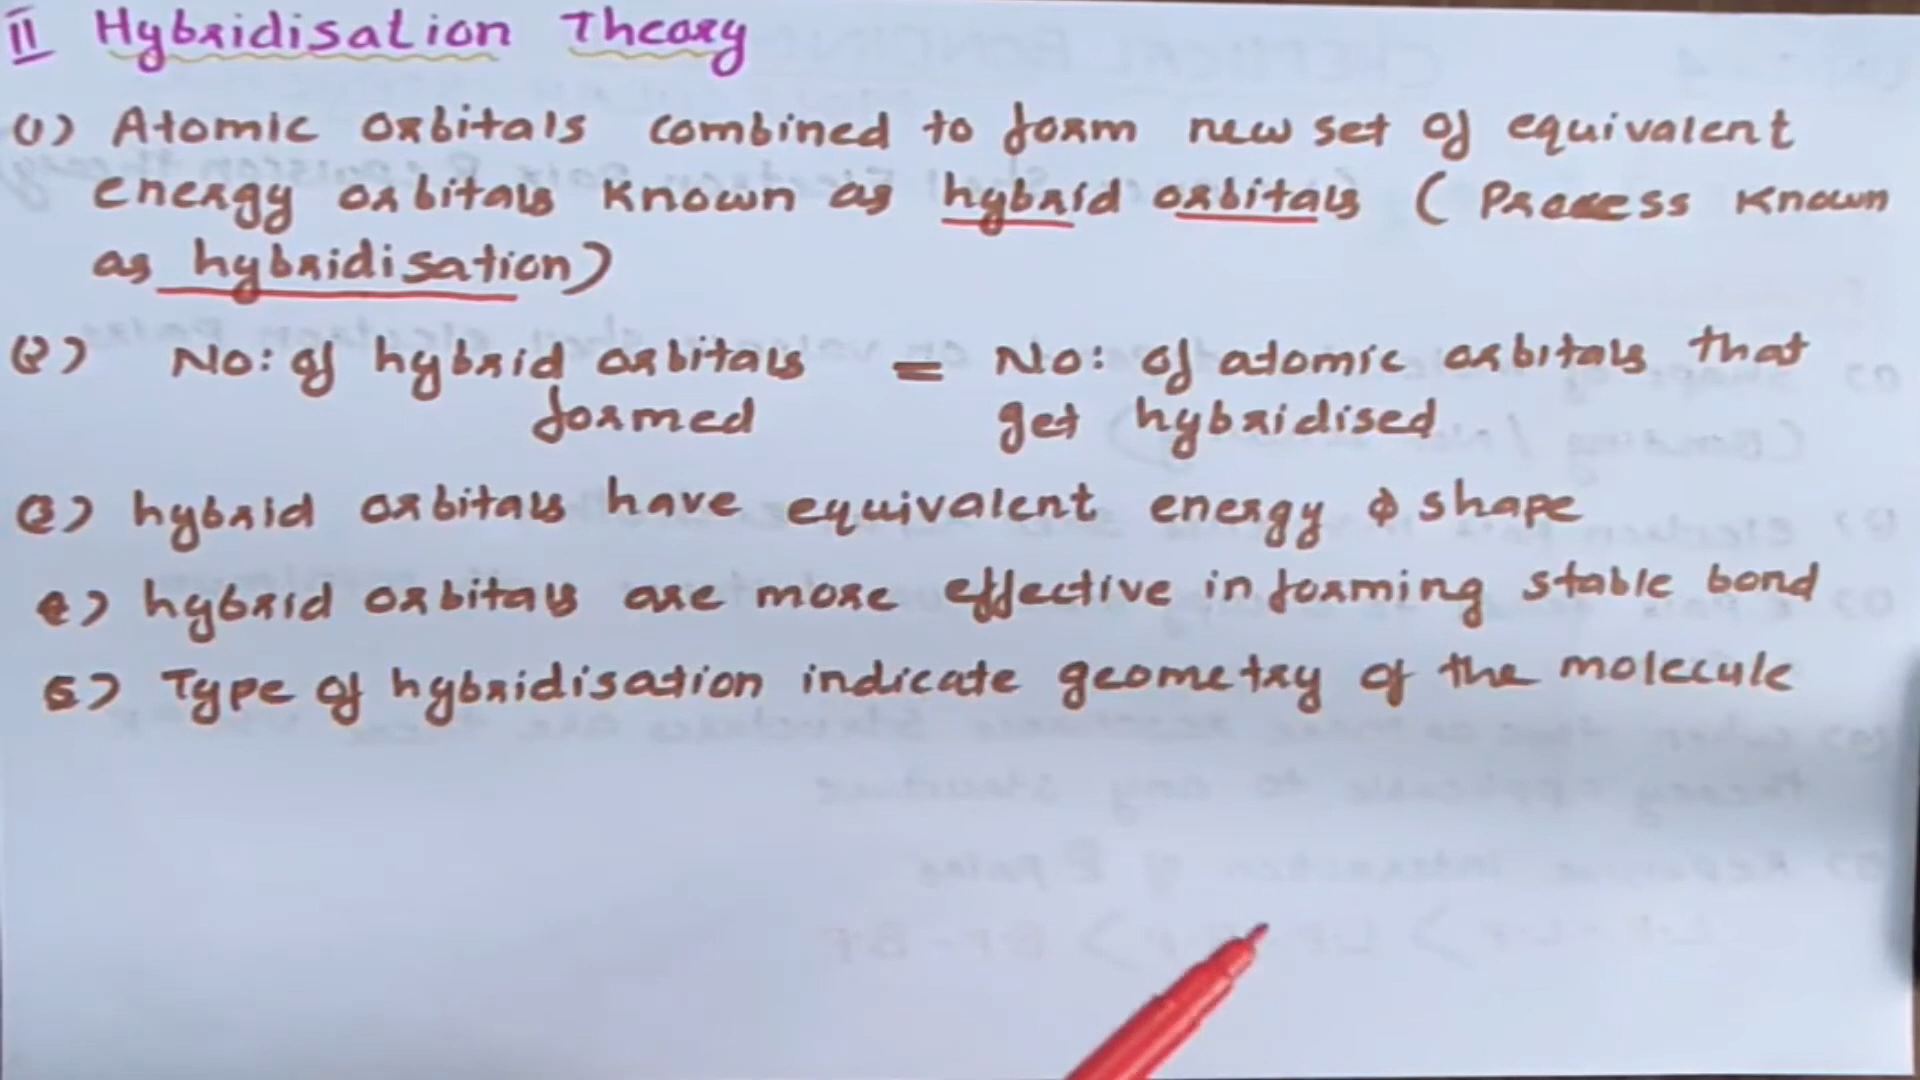 II Hybridisation Theory
(1) Atomic orbitals combined to form new set of equivalent
energy orbitals known as hybrid orbitals ( Process known
as hybridisation)
(2) No: of hybrid orbitals = No: of atomic orbitals that
formed get hybridised
(3) hybrid orbitals have equivalent energy & shape
4) hybrid orbitals are more effective in forming stable bond
5) Type of hybridisation indicate geometry of the molecule